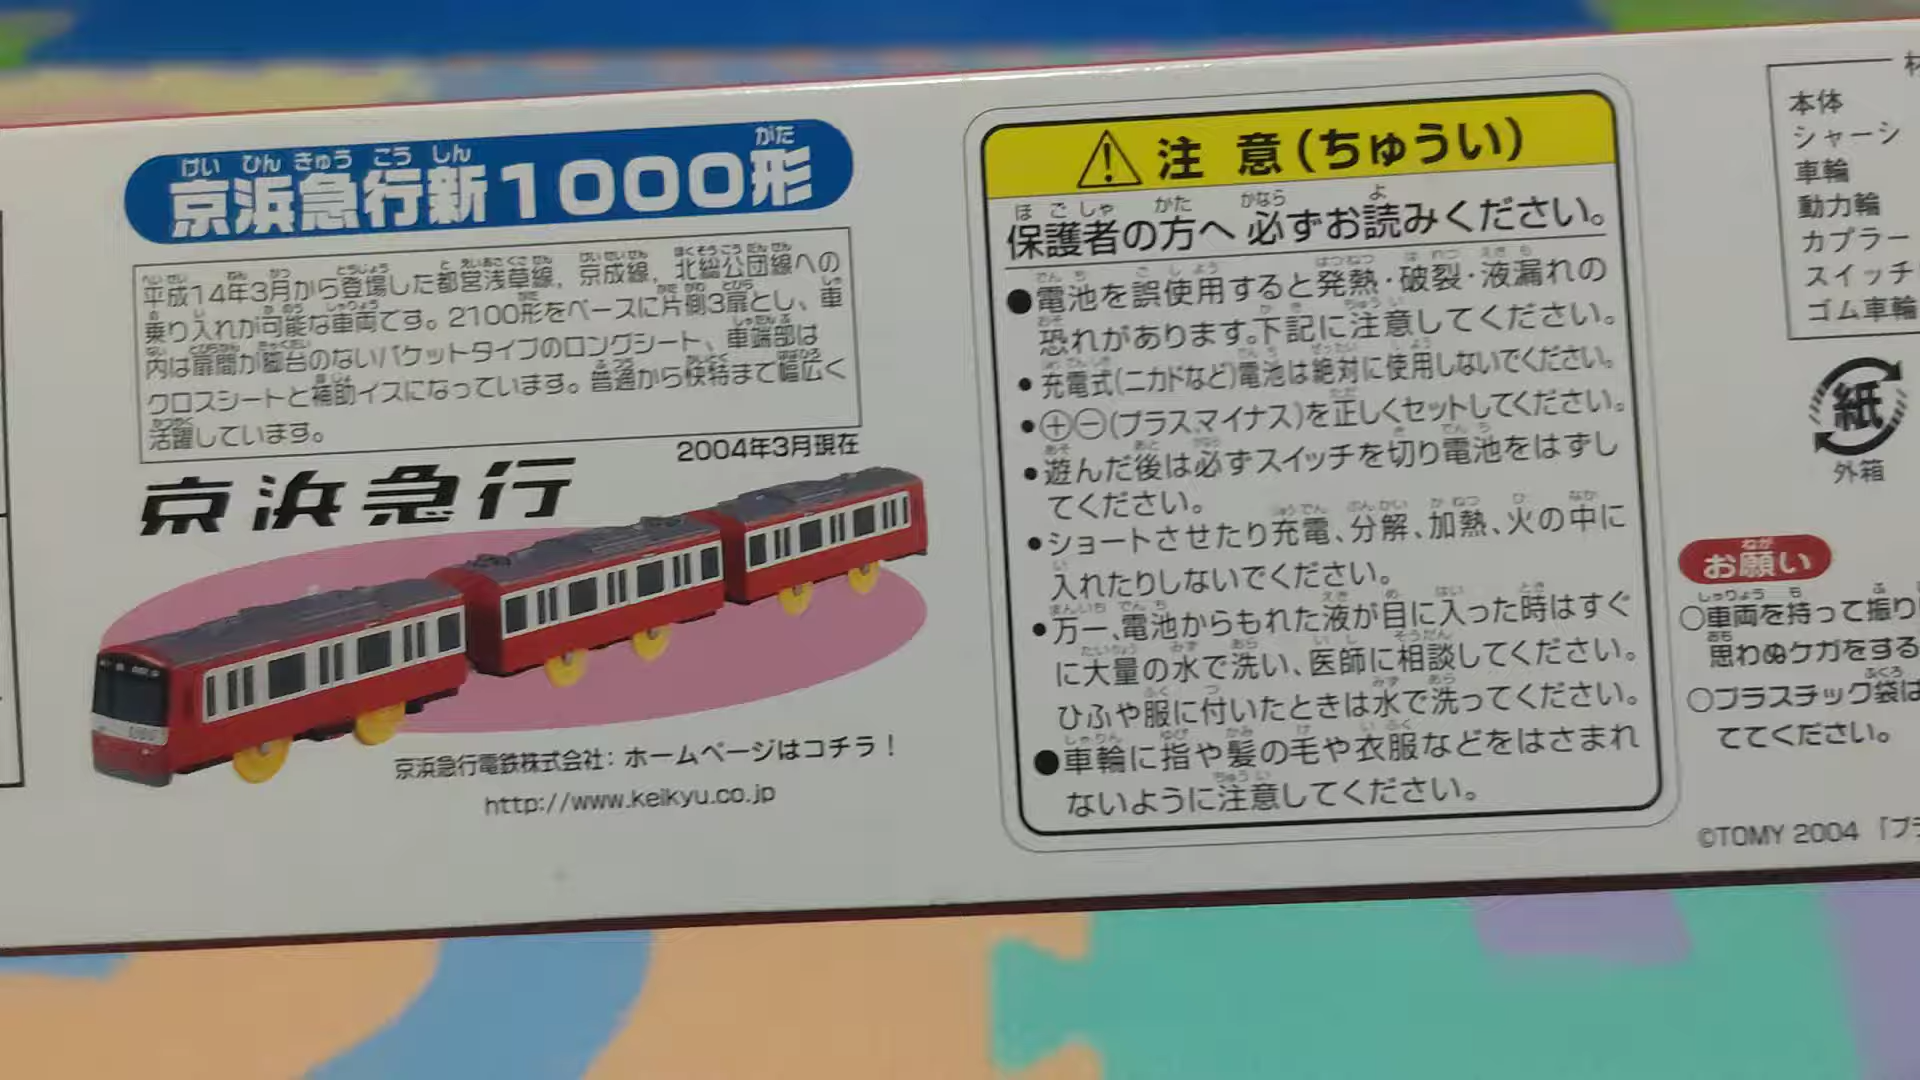 京浜急行新1000形
平成14年3月から登場した都営浅草線,京成線,北総公団線への
乗り入れが可能な車両です。2100形をベースに片側3扉とし、車
内は扉間が脚台のないバケットタイプのロングシート、車端部は
クロスシートと補助イスになっています。普通から快特まで幅広く
活躍しています。
2004年3月現在
京浜急行
京浜急行電鉄株式会社:ホームページはコチラ!
http://www.keikyu.co.jp
注意(ちゅうい)
保護者の方へ 必ずお読みください。
●電池を誤使用すると発熱・破裂・液漏れの
恐れがあります。下記に注意してください。
・充電式(ニカドなど)電池は絶対に使用しないでください。
・⊕⊖(プラスマイナス)を正しくセットしてください。
・遊んだ後は必ずスイッチを切り電池をはずし
てください。
・ショートさせたり充電、分解、加熱、火の中に
入れたりしないでください。
・万一、電池からもれた液が目に入った時はすぐ
に大量の水で洗い、医師に相談してください。
ひふや服に付いたときは水で洗ってください。
●車輪に指や髪の毛や衣服などをはさまれ
ないように注意してください。
本体
シャーシ
車輪
動力輪
カプラー
スイッチ
ゴム車輪
紙
外箱
お願い
○車両を持って振り
思わぬケガをする
○プラスチック袋は
ててください。
©TOMY 2004 「プラ